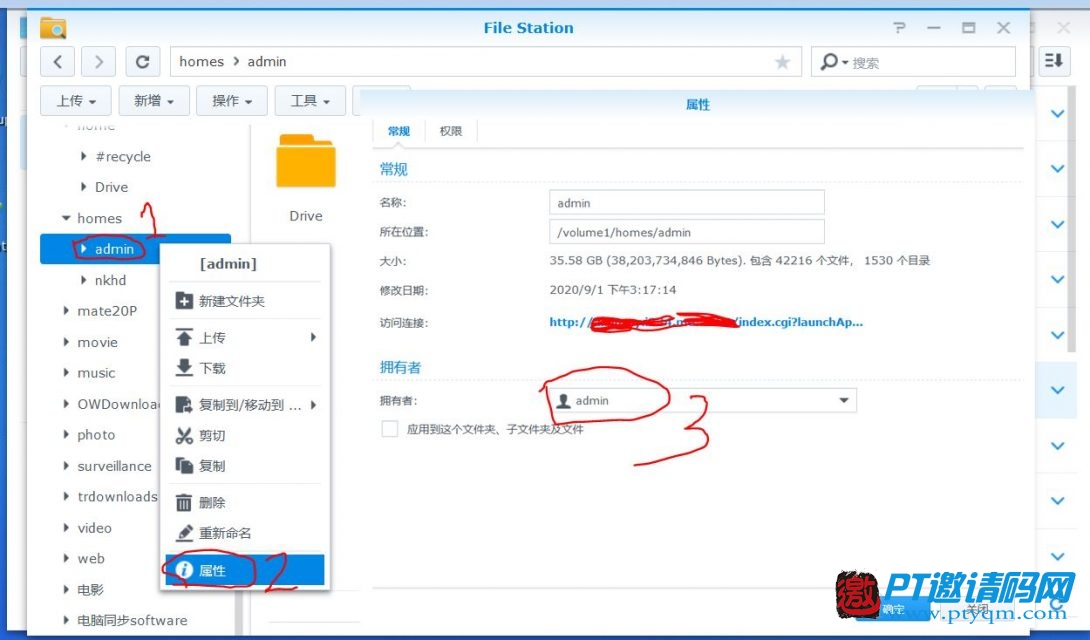 File Station
homes > admin
搜索
上传
新增
操作
工具
home
#recycle
Drive
homes
admin
nkhd
mate20P
movie
music
OWDownloa
photo
surveillance
trdownloads
video
web
电影
电脑同步software
Drive
1
[admin]
新建文件夹
上传
下载
复制到/移动到 ...
剪切
复制
删除
重新命名
属性
2
属性
常规
权限
常规
名称:
admin
所在位置:
/volume1/homes/admin
大小:
35.58 GB (38,203,734,846 Bytes). 包含 42216 个文件， 1530 个目录
修改日期:
2020/9/1 下午3:17:14
访问连接:
http://
/index.cgi?launchAp...
拥有者
拥有者:
admin
3
应用到这个文件夹、子文件夹及文件
确定
关闭
邀
PT邀请码网
www.ptyqm.com